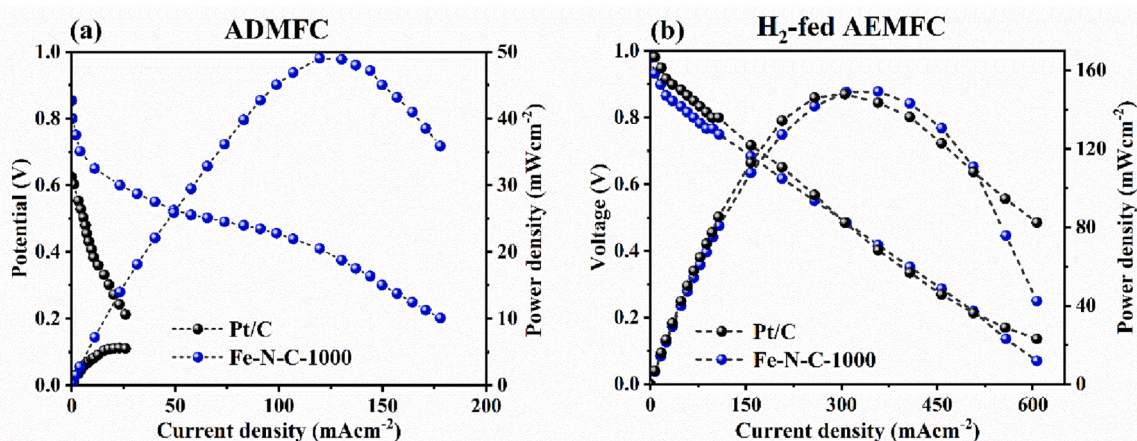 (a) ADMFC
Potential (V)
1.0
0.8
0.6
0.4
0.2
0.0
50
40
30
20
10
0
Power density (mWcm⁻²)
Pt/C
Fe-N-C-1000
0 50 100 150 200
Current density (mAcm⁻²)
(b) H₂-fed AEMFC
Voltage (V)
1.0
0.8
0.6
0.4
0.2
0.0
160
120
80
40
0
Power density (mWcm⁻²)
Pt/C
Fe-N-C-1000
0 150 300 450 600
Current density (mAcm⁻²)